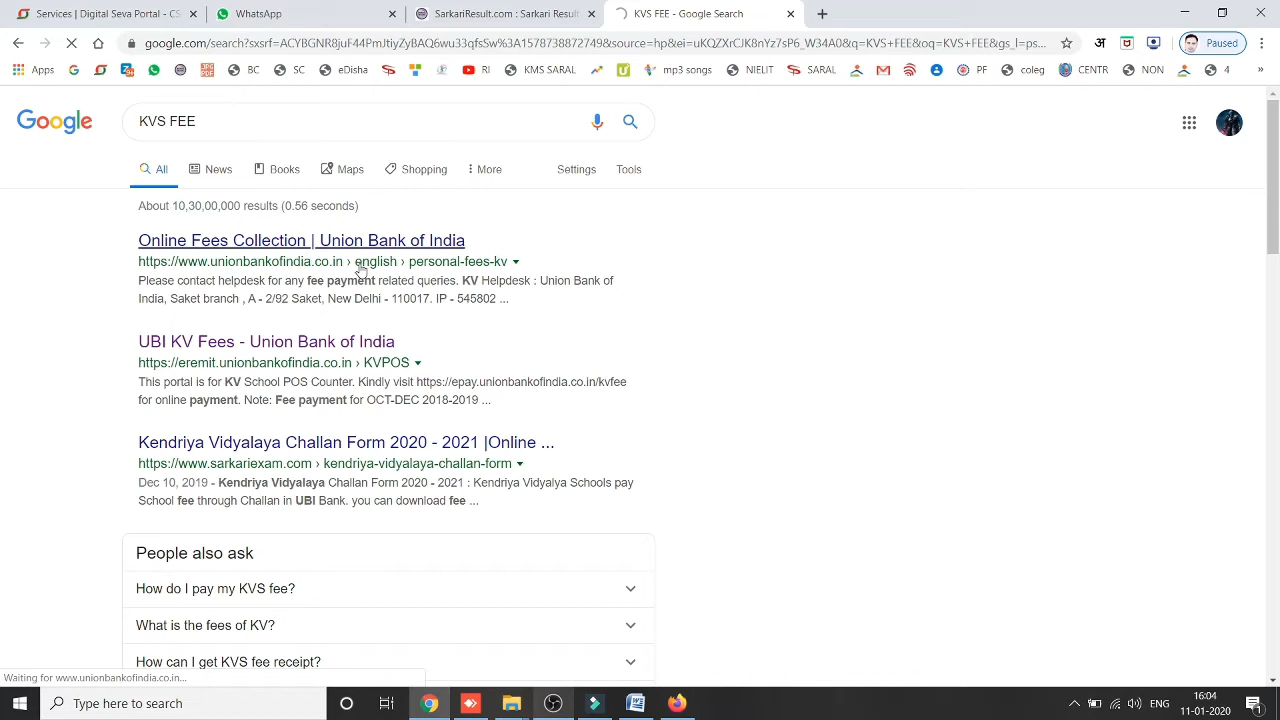 Services | Digital Seva Portal - CS
WhatsApp
SarkariResult.com : Sarkari Result
KVS FEE - Google Search
google.com/search?sxsrf=ACYBGNR8juF44PmJtiyZyBAQ6wu33qfsSw%3A1578738872749&source=hp&ei=uKQZXrCJK8nYz7sP6_W34A0&q=KVS+FEE&oq=KVS+FEE&gs_l=ps...
अ
Paused
Apps
BC
SC
eDisha
RI
KMS SARAL
mp3 songs
NIELIT
SARAL
PF
coleg
CENTR
NON
4
»
Google
KVS FEE
All
News
Books
Maps
Shopping
More
Settings
Tools
About 10,30,00,000 results (0.56 seconds)
Online Fees Collection | Union Bank of India
https://www.unionbankofindia.co.in › english › personal-fees-kv
Please contact helpdesk for any fee payment related queries. KV Helpdesk : Union Bank of
India, Saket branch , A - 2/92 Saket, New Delhi - 110017. IP - 545802 ...
UBI KV Fees - Union Bank of India
https://eremit.unionbankofindia.co.in › KVPOS
This portal is for KV School POS Counter. Kindly visit https://epay.unionbankofindia.co.in/kvfee
for online payment. Note: Fee payment for OCT-DEC 2018-2019 ...
Kendriya Vidyalaya Challan Form 2020 - 2021 |Online ...
https://www.sarkariexam.com › kendriya-vidyalaya-challan-form
Dec 10, 2019 - Kendriya Vidyalaya Challan Form 2020 - 2021 : Kendriya Vidyalya Schools pay
School fee through Challan in UBI Bank. you can download fee ...
People also ask
How do I pay my KVS fee?
What is the fees of KV?
How can I get KVS fee receipt?
Waiting for www.unionbankofindia.co.in...
Type here to search
ENG
16:04
11-01-2020